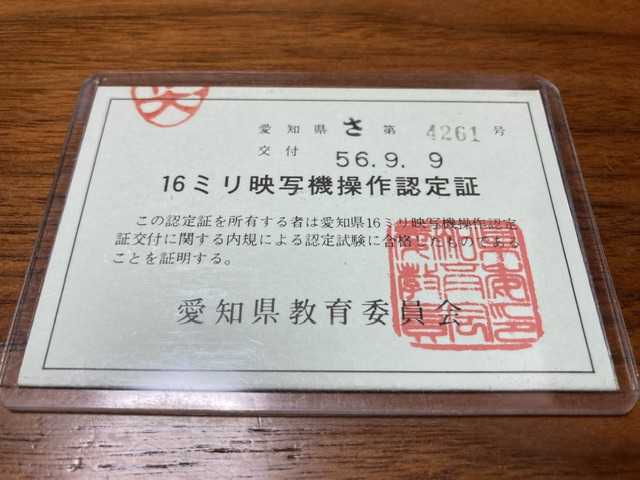 愛知県 さ 第 4261 号
交付 56.9.9
16ミリ映写機操作認定証
この認定証を所有する者は愛知県16ミリ映写機操作認定
証交付に関する内規による認定試験に合格したものである
ことを証明する。
愛知県教育委員会